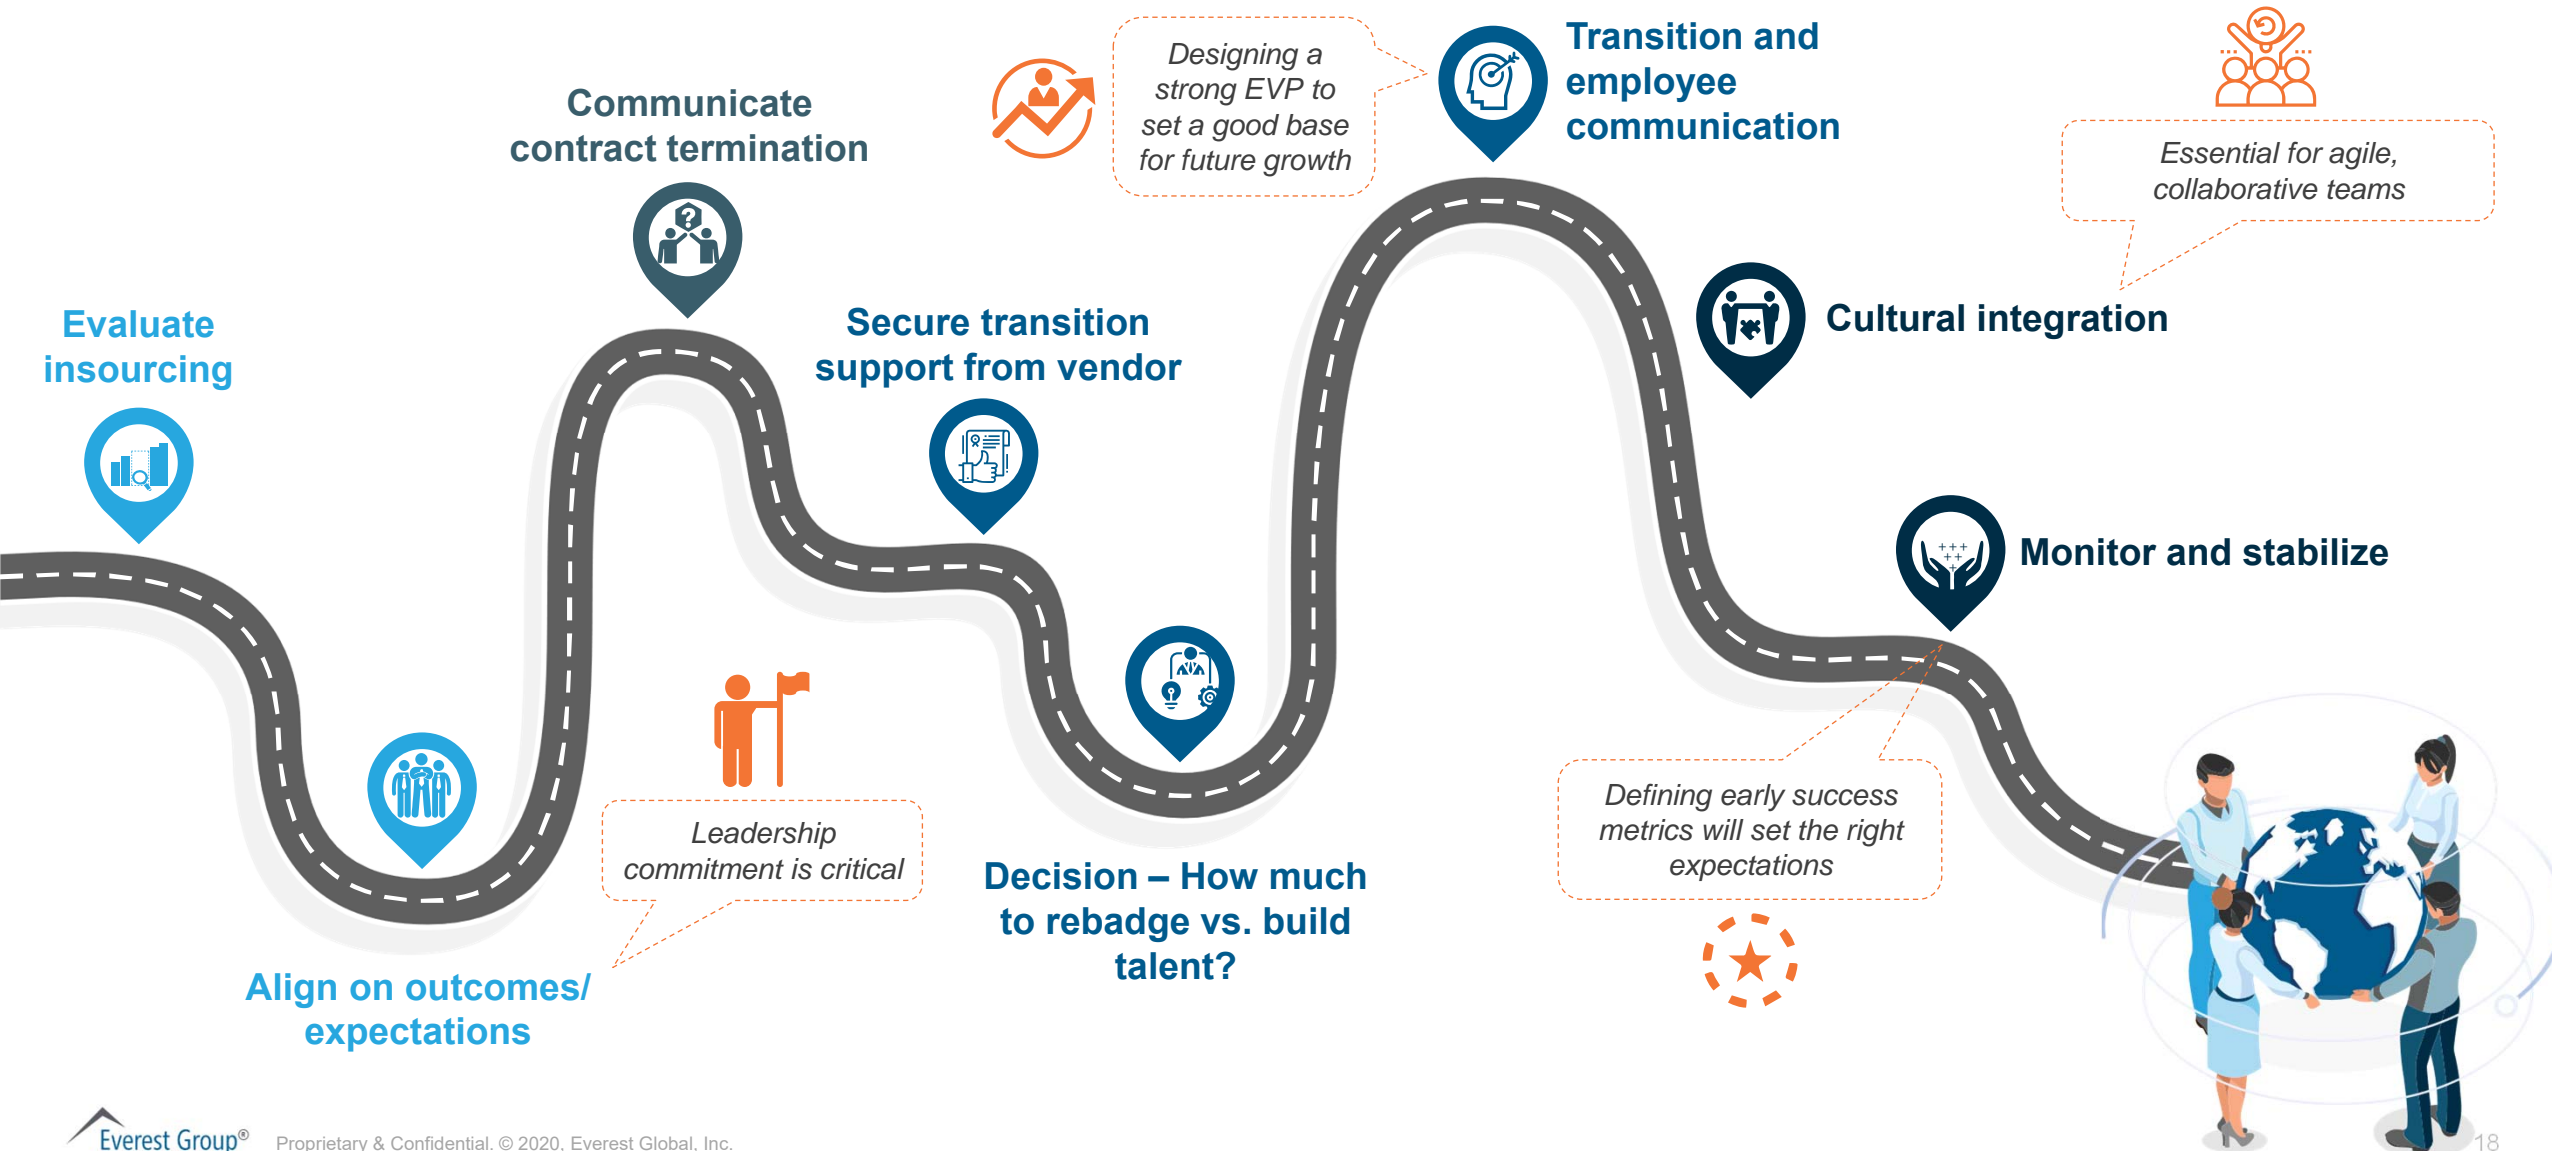 Evaluate
insourcing
Align on outcomes/
expectations
Leadership
commitment is critical
Communicate
contract termination
Secure transition
support from vendor
Decision – How much
to rebadge vs. build
talent?
Designing a
strong EVP to
set a good base
for future growth
Transition and
employee
communication
Essential for agile,
collaborative teams
Cultural integration
Monitor and stabilize
Defining early success
metrics will set the right
expectations
Everest Group®
Proprietary & Confidential. © 2020, Everest Global, Inc.
18